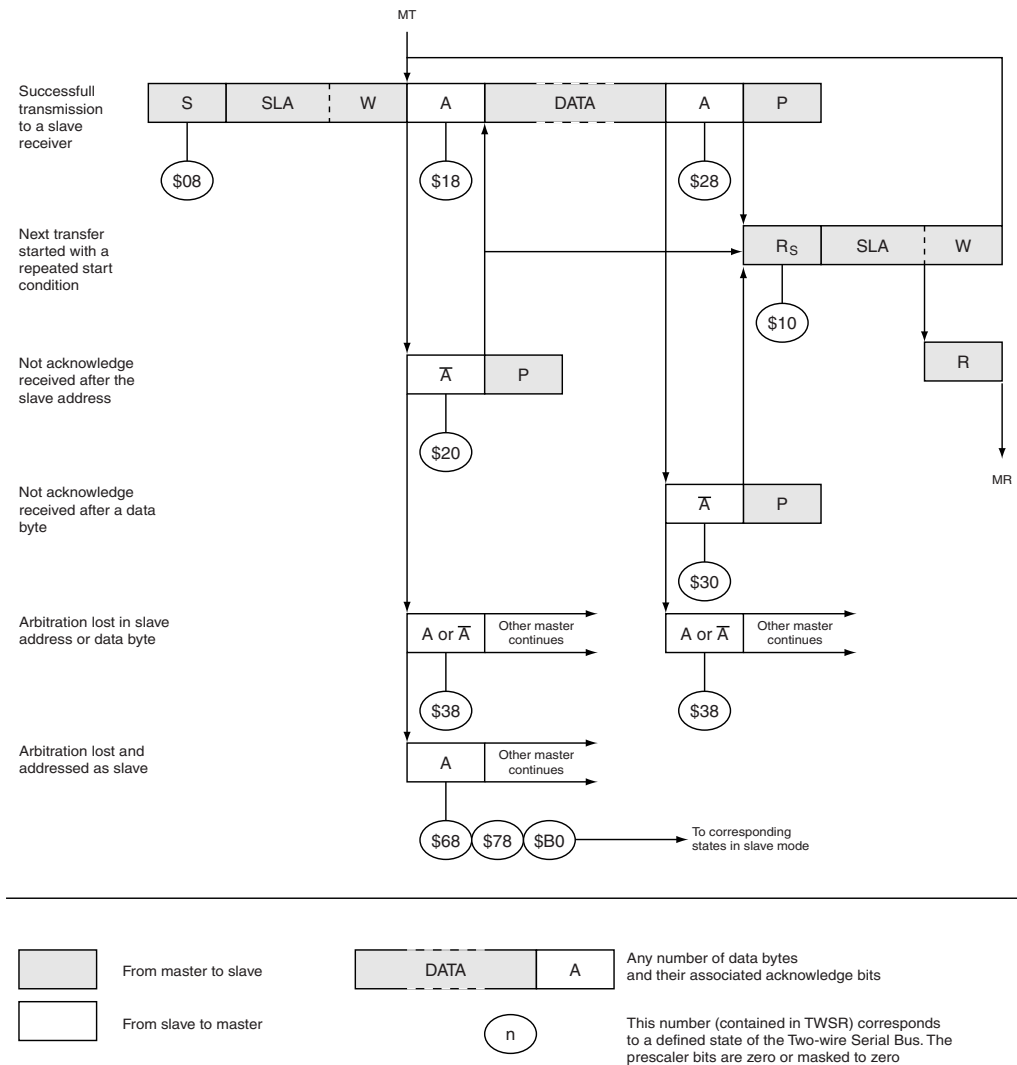 MT
Successfull
transmission
to a slave
receiver
S SLA W A DATA A P
$08 $18 $28
Next transfer
started with a
repeated start
condition
RS SLA W
$10
Not acknowledge
received after the
slave address
A̅ P
R
$20
MR
Not acknowledge
received after a data
byte
A̅ P
$30
Arbitration lost in slave
address or data byte
A or A̅ Other master
continues
A or A̅ Other master
continues
$38 $38
Arbitration lost and
addressed as slave
A Other master
continues
$68 $78 $B0
To corresponding
states in slave mode
From master to slave
DATA A
Any number of data bytes
and their associated acknowledge bits
From slave to master
n
This number (contained in TWSR) corresponds
to a defined state of the Two-wire Serial Bus. The
prescaler bits are zero or masked to zero